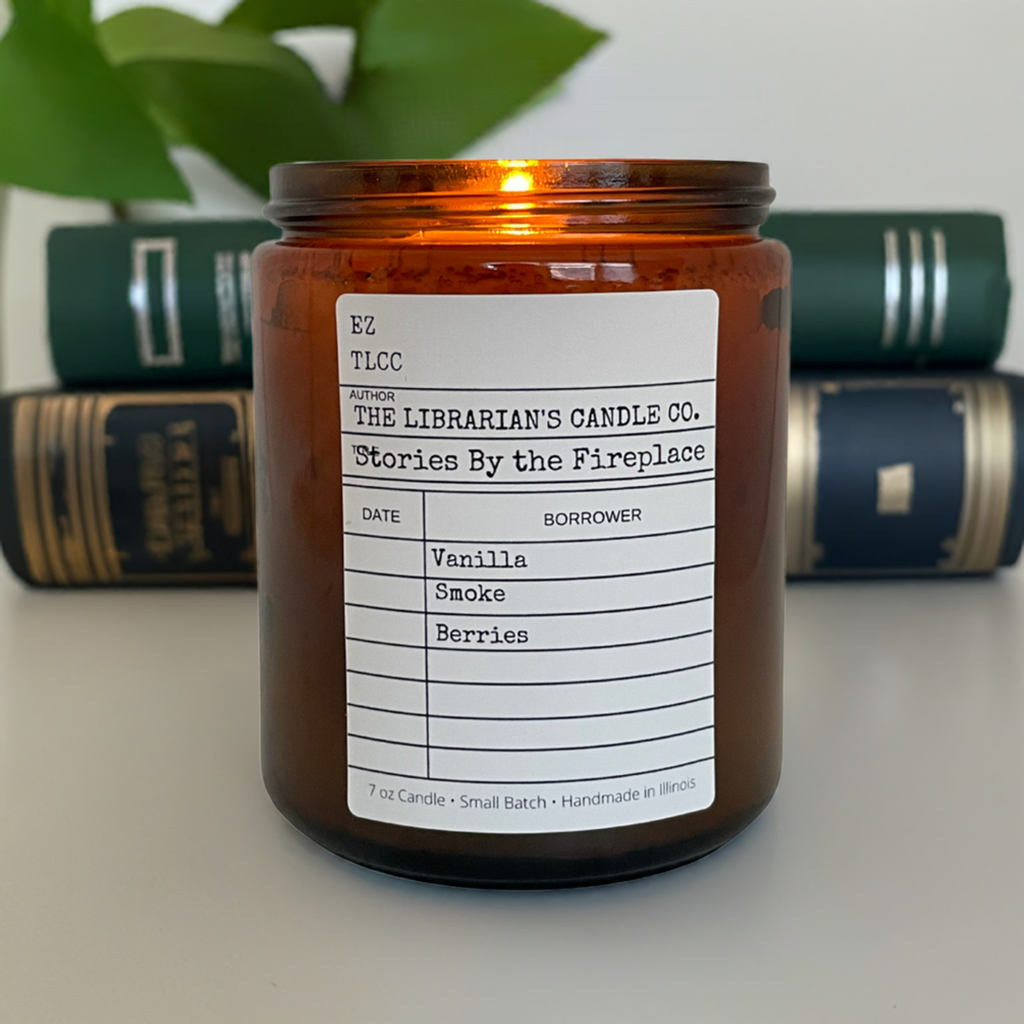 EZ
TLCC
AUTHOR
THE LIBRARIAN'S CANDLE CO.
Stories By the Fireplace
DATE BORROWER
Vanilla
Smoke
Berries
7 oz Candle • Small Batch • Handmade in Illinois